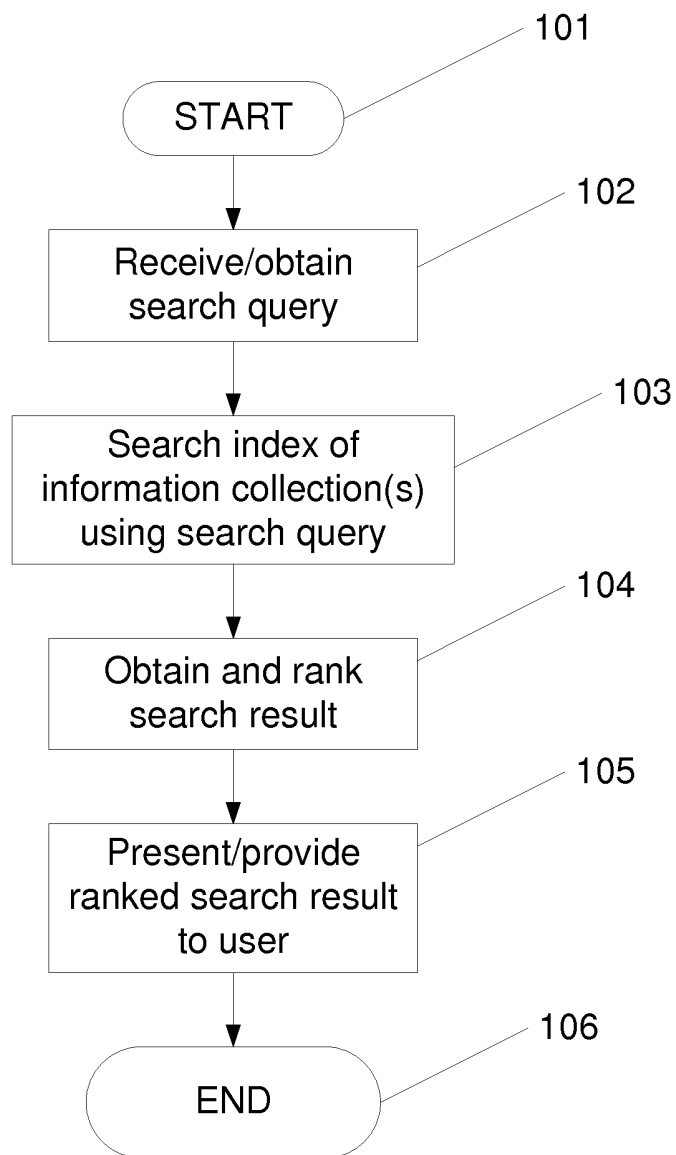 101
START
102
Receive/obtain
search query
103
Search index of
information collection(s)
using search query
104
Obtain and rank
search result
105
Present/provide
ranked search result
to user
106
END